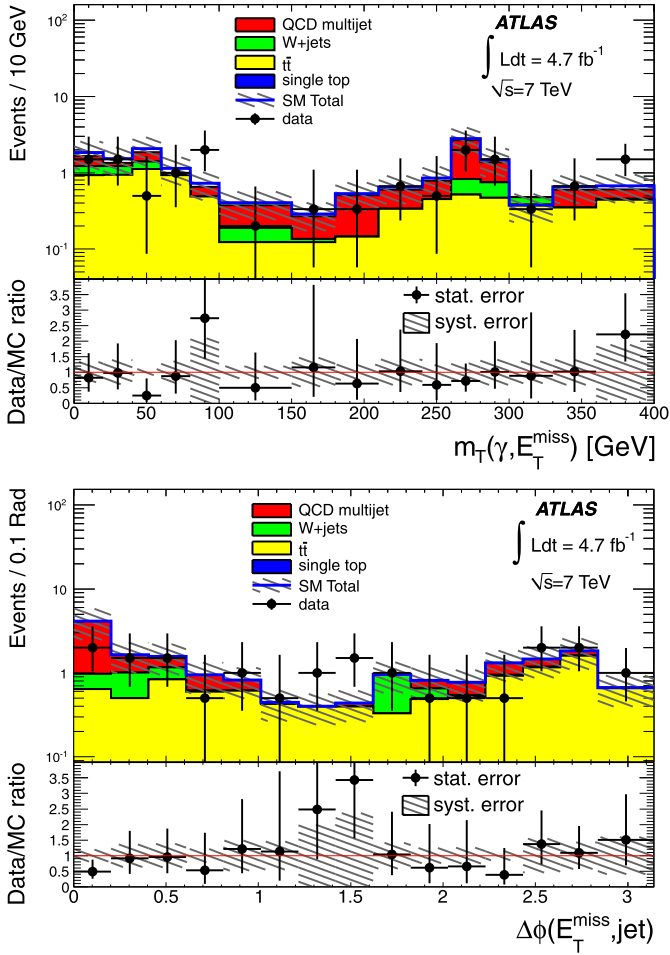 Events / 10 GeV
10²
10
1
10⁻¹
QCD multijet
W+jets
tt̄
single top
SM Total
data
ATLAS
∫ Ldt = 4.7 fb⁻¹
√s=7 TeV
Data/MC ratio
3.5
3
2.5
2
1.5
1
0.5
0
stat. error
syst. error
0 50 100 150 200 250 300 350 400
m_T(γ,E_T^miss) [GeV]
Events / 0.1 Rad
10²
10
1
10⁻¹
QCD multijet
W+jets
tt̄
single top
SM Total
data
ATLAS
∫ Ldt = 4.7 fb⁻¹
√s=7 TeV
Data/MC ratio
3.5
3
2.5
2
1.5
1
0.5
0
stat. error
syst. error
0 0.5 1 1.5 2 2.5 3
Δϕ(E_T^miss,jet)